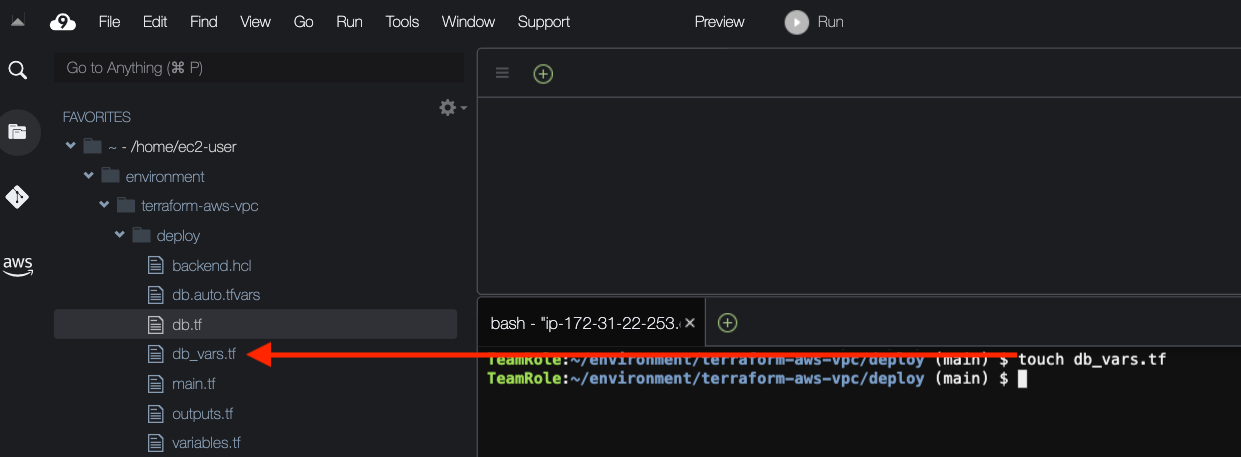 9 File Edit Find View Go Run Tools Window Support Preview Run
Go to Anything (⌘ P)
FAVORITES
~ - /home/ec2-user
environment
terraform-aws-vpc
deploy
backend.hcl
db.auto.tfvars
db.tf
db_vars.tf
main.tf
outputs.tf
variables.tf
aws
bash - "ip-172-31-22-253.
TeamRole:~/environment/terraform-aws-vpc/deploy (main) $ touch db_vars.tf
TeamRole:~/environment/terraform-aws-vpc/deploy (main) $